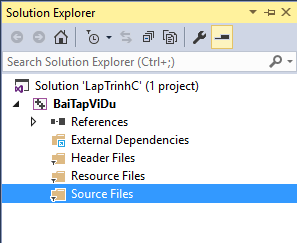 Solution Explorer
Search Solution Explorer (Ctrl+;)
Solution 'LapTrinhC' (1 project)
BaiTapViDu
References
External Dependencies
Header Files
Resource Files
Source Files